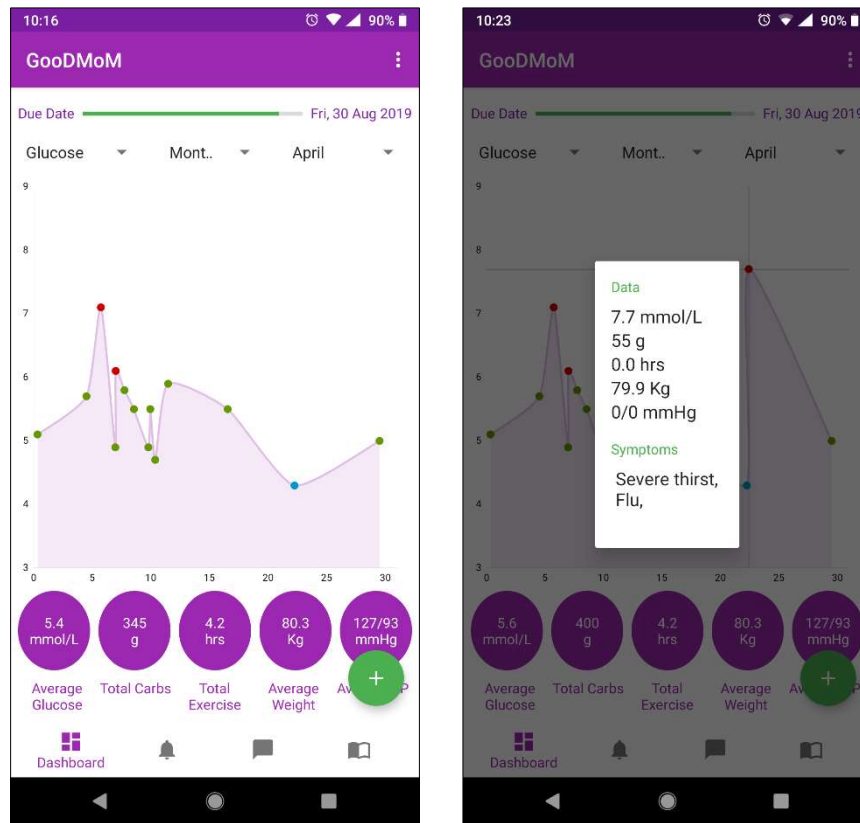 10:16
90%
GooDMoM
Due Date
Fri, 30 Aug 2019
Glucose
Mont..
April
9
8
7
6
5
4
3
0 5 10 15 20 25 30
5.4
mmol/L
345
g
4.2
hrs
80.3
Kg
127/93
mmHg
+
Average
Glucose
Total Carbs
Total
Exercise
Average
Weight
Av
P
Dashboard
10:23
90%
GooDMoM
Due Date
Fri, 30 Aug 2019
Glucose
Mont..
April
9
8
7
6
5
4
3
0 5 10 15 20 25 30
Data
7.7 mmol/L
55 g
0.0 hrs
79.9 Kg
0/0 mmHg
Symptoms
Severe thirst,
Flu,
5.6
mmol/L
400
g
4.2
hrs
80.3
Kg
127/93
mmHg
+
Average
Glucose
Total Carbs
Total
Exercise
Average
Weight
Av
P
Dashboard